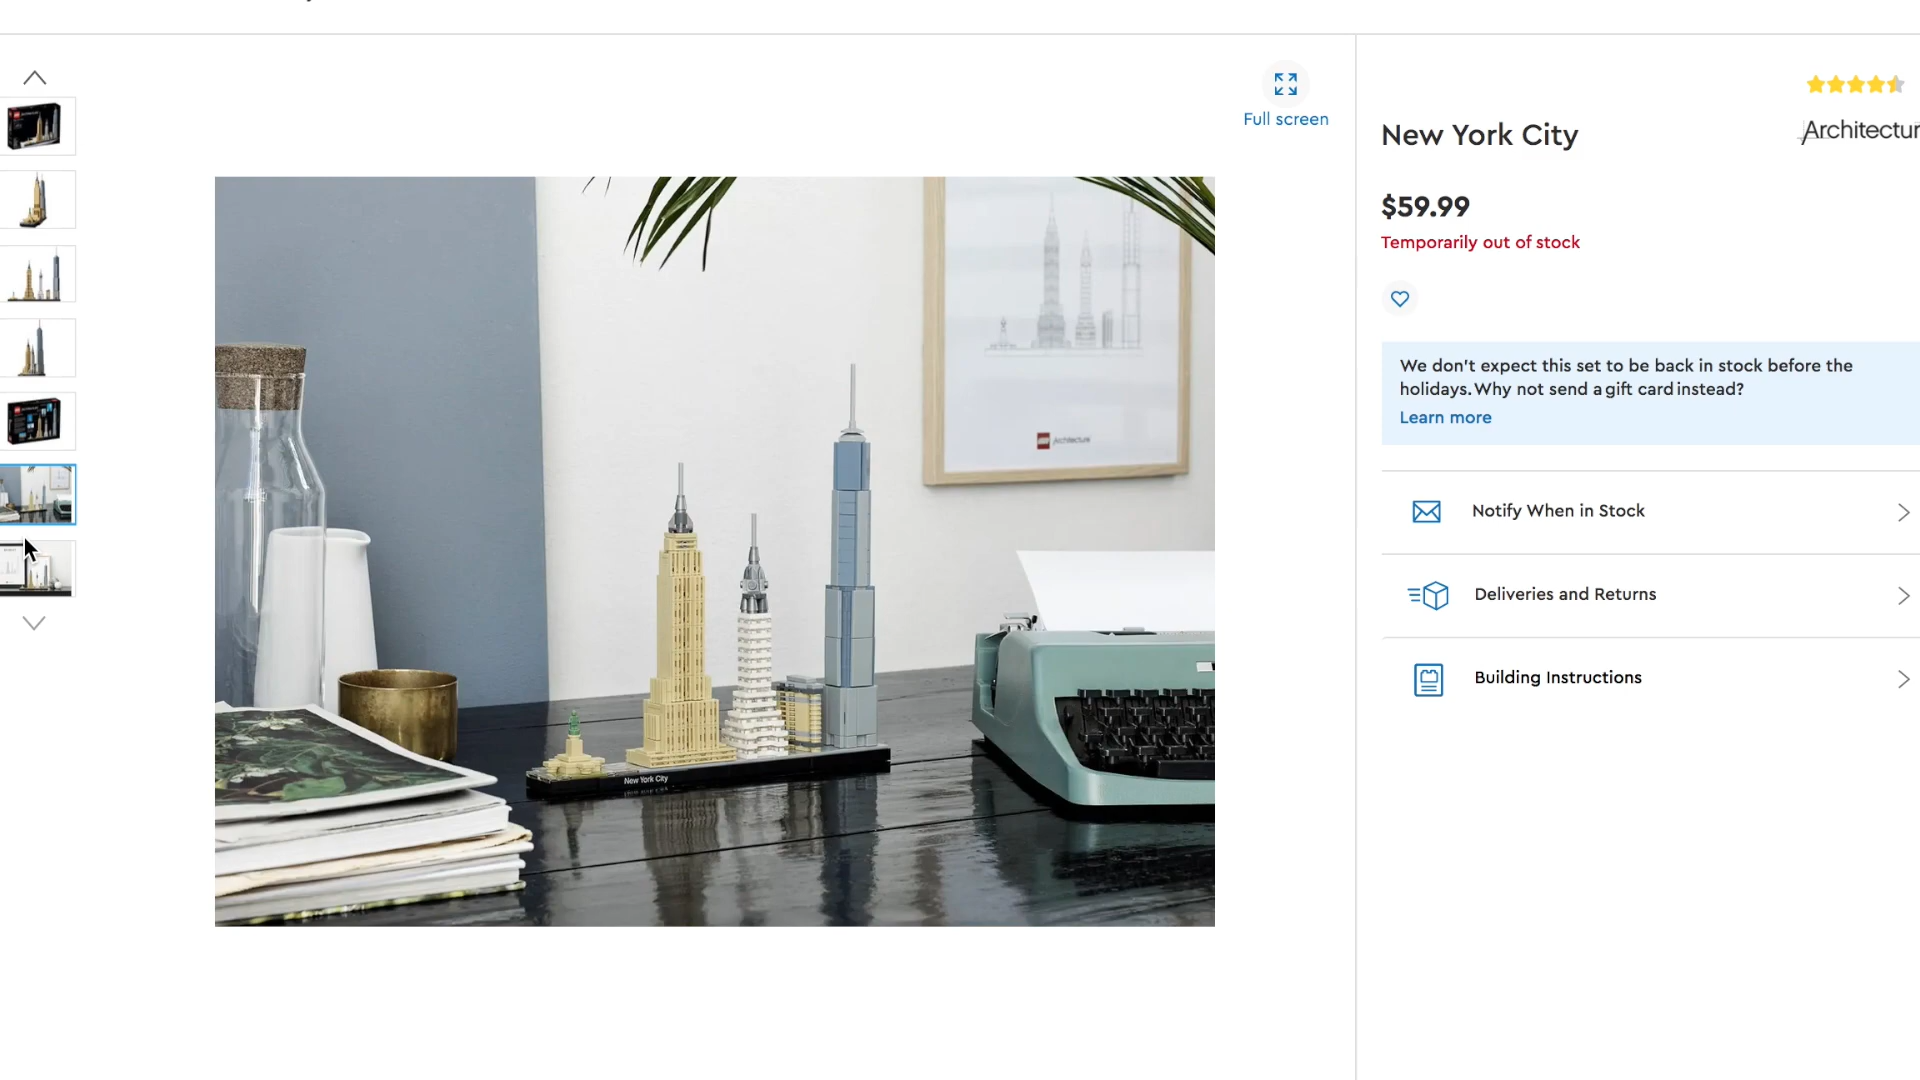 Full screen
Architectur
New York City
$59.99
Temporarily out of stock
We don't expect this set to be back in stock before the
holidays. Why not send a gift card instead?
Learn more
Notify When in Stock
Deliveries and Returns
Building Instructions
Architecture
New York City